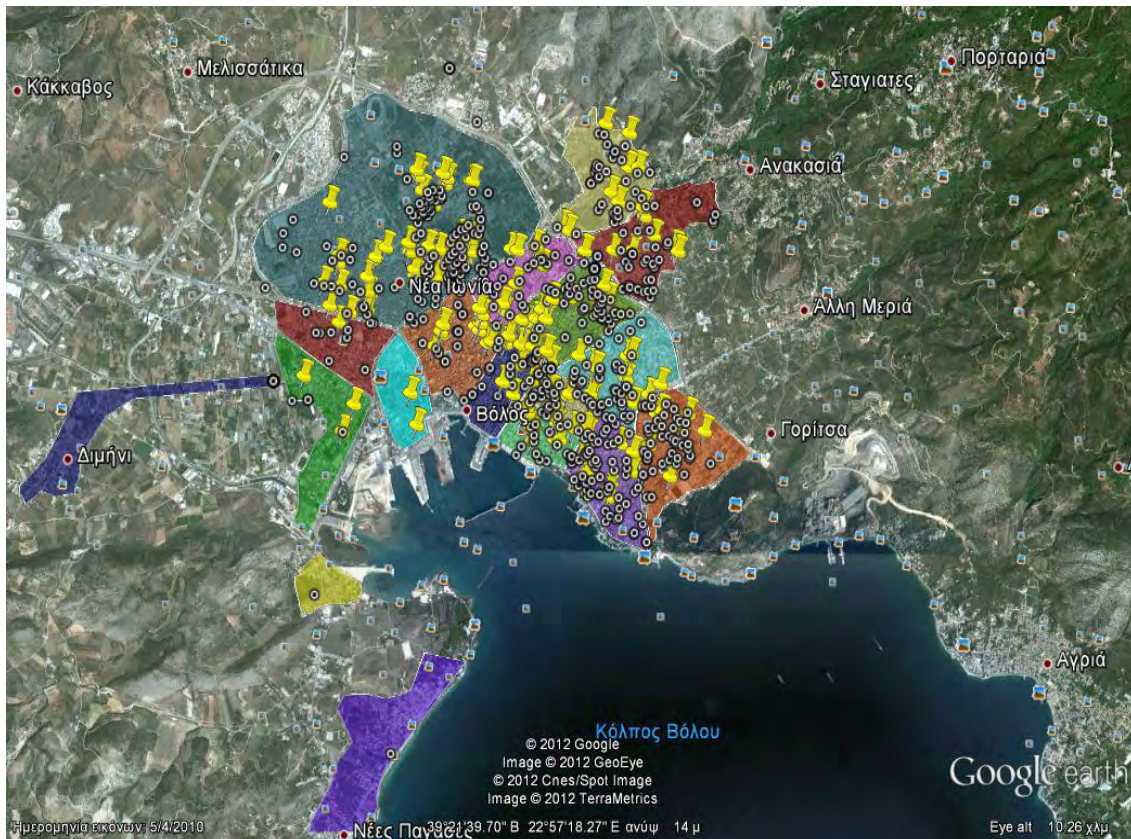 Πορταριά
Μελισσάτικα
Σταγιατες
Κάκκαβος
Ανακασιά
Νέα Ιωνία
Άλλη Μεριά
Βόλος
Γορίτσα
Διμήνι
Αγριά
Κόλπος Βόλου
© 2012 Google
Image © 2012 GeoEye
© 2012 Cnes/Spot Image
Image © 2012 TerraMetrics
Google earth
Νέες Παγασές
Ημερομηνία εικόνων: 5/4/2010
39°21'39.70" Β 22°57'18.27" Ε ανύψ 14 μ
Eye alt 10.26 χλμ